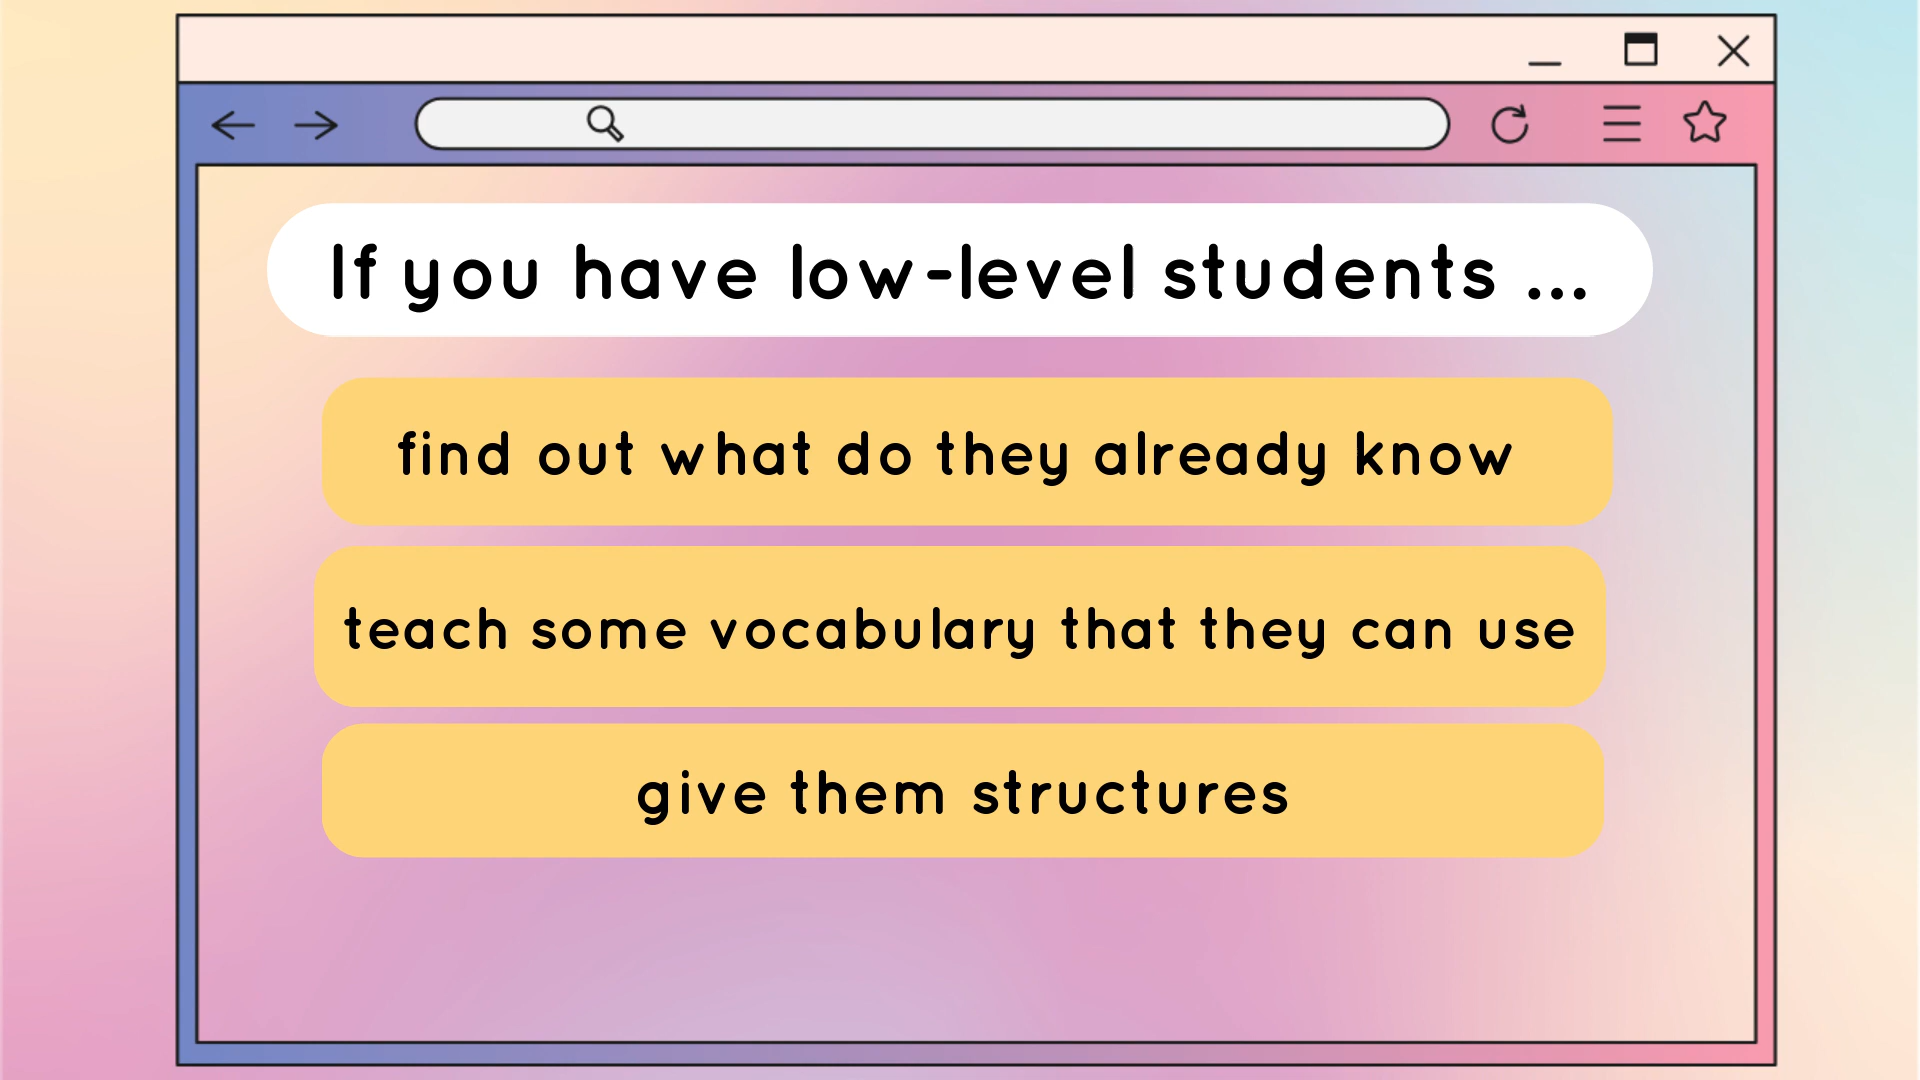 If you have low-level students ...
find out what do they already know
teach some vocabulary that they can use
give them structures